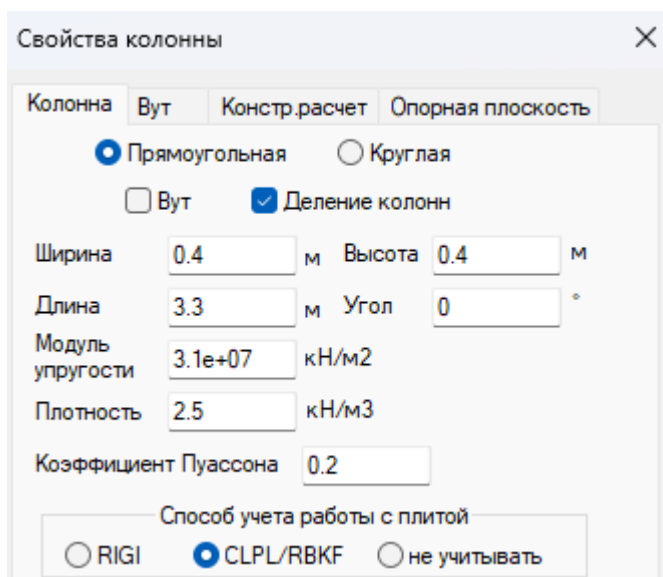 Свойства колонны
Колонна Вут Констр.расчет Опорная плоскость
Прямоугольная Круглая
Вут Деление колонн
Ширина 0.4 м Высота 0.4 м
Длина 3.3 м Угол 0 °
Модуль
упругости 3.1e+07 кН/м2
Плотность 2.5 кН/м3
Коэффициент Пуассона 0.2
Способ учета работы с плитой
RIGI CLPL/RBKF не учитывать